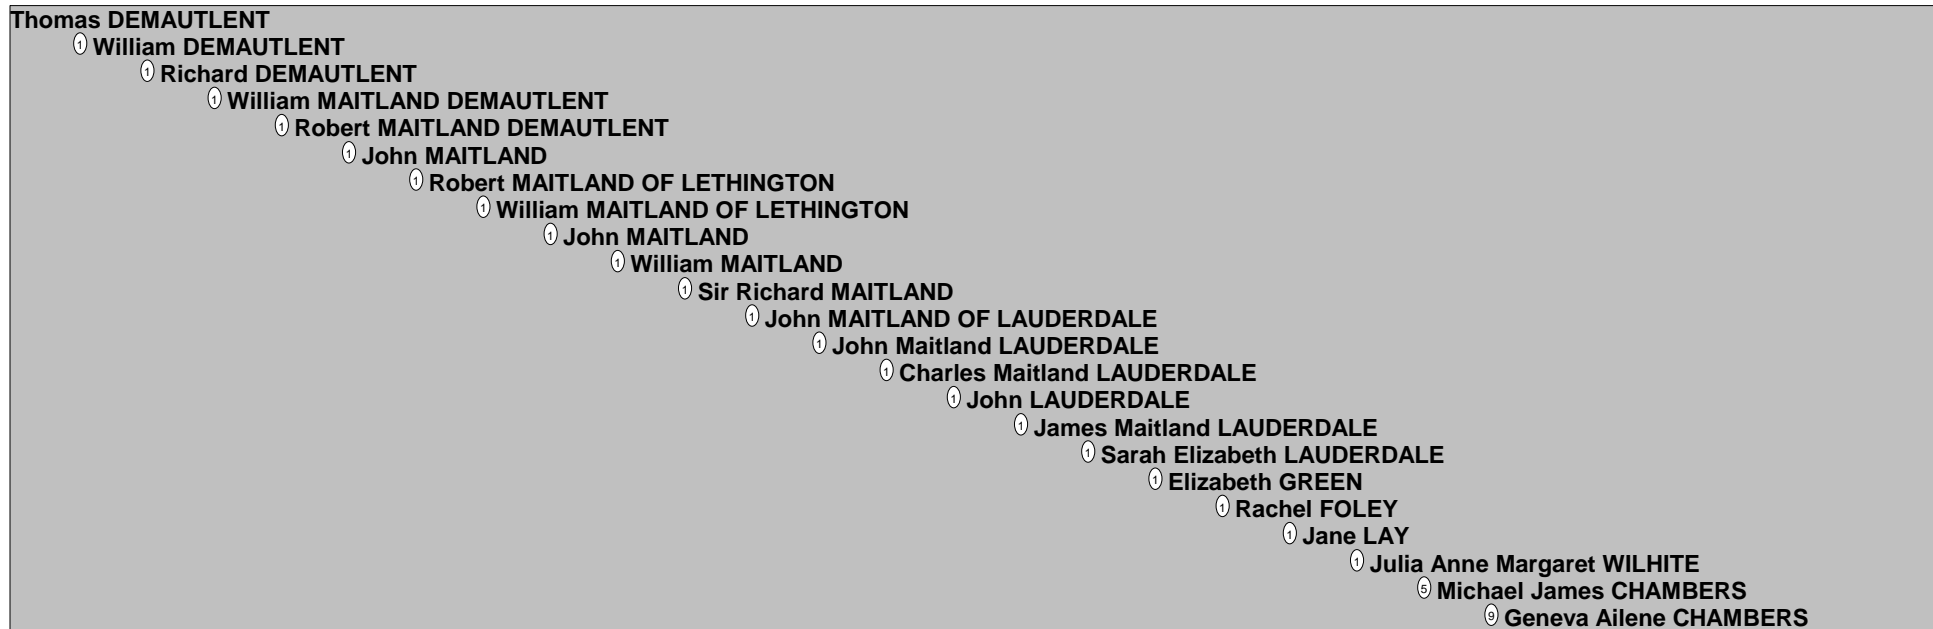 Thomas DEMAUTLENT
1 William DEMAUTLENT
1 Richard DEMAUTLENT
1 William MAITLAND DEMAUTLENT
1 Robert MAITLAND DEMAUTLENT
1 John MAITLAND
1 Robert MAITLAND OF LETHINGTON
1 William MAITLAND OF LETHINGTON
1 John MAITLAND
1 William MAITLAND
1 Sir Richard MAITLAND
1 John MAITLAND OF LAUDERDALE
1 John Maitland LAUDERDALE
1 Charles Maitland LAUDERDALE
1 John LAUDERDALE
1 James Maitland LAUDERDALE
1 Sarah Elizabeth LAUDERDALE
1 Elizabeth GREEN
1 Rachel FOLEY
1 Jane LAY
1 Julia Anne Margaret WILHITE
5 Michael James CHAMBERS
9 Geneva Ailene CHAMBERS